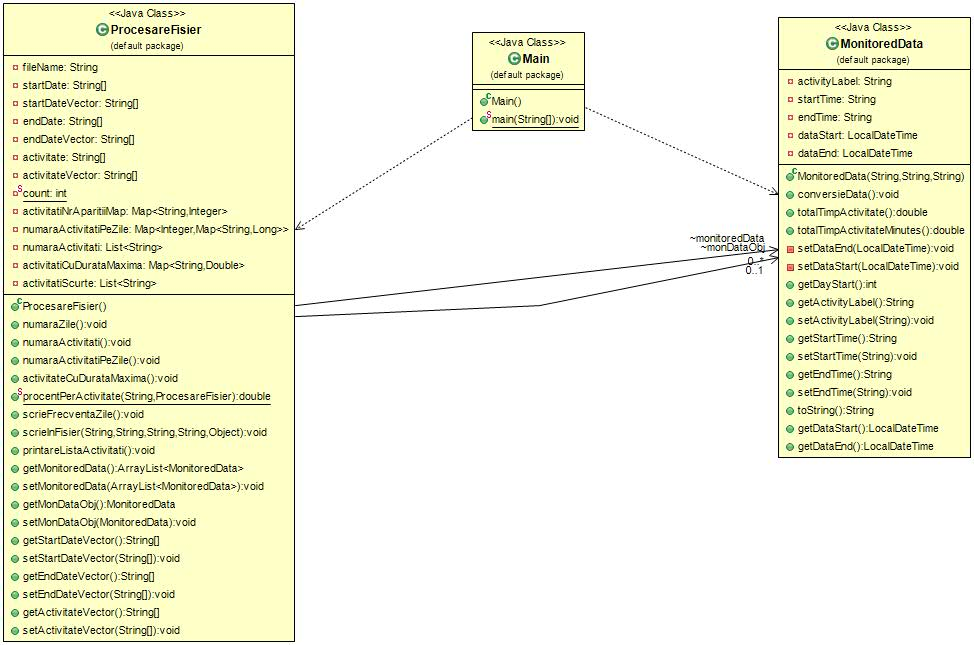 <<Java Class>>
ProcesareFisier
(default package)
fileName: String
startDate: String[]
startDateVector: String[]
endDate: String[]
endDateVector: String[]
activitate: String[]
activitateVector: String[]
count: int
activitatiNrAparitiiMap: Map<String,Integer>
numaraActivitatiPeZile: Map<Integer,Map<String,Long>>
numaraActivitati: List<String>
activitatiCuDurataMaxima: Map<String,Double>
activitatiScurte: List<String>
ProcesareFisier()
numaraZile():void
numaraActivitati():void
numaraActivitatiPeZile():void
activitateCuDurataMaxima():void
procentPerActivitate(String,ProcesareFisier):double
scrieFrecventaZile():void
scrieInFisier(String,String,String,String,Object):void
printareListaActivitati():void
getMonitoredData():ArrayList<MonitoredData>
setMonitoredData(ArrayList<MonitoredData>):void
getMonDataObj():MonitoredData
setMonDataObj(MonitoredData):void
getStartDateVector():String[]
setStartDateVector(String[]):void
getEndDateVector():String[]
setEndDateVector(String[]):void
getActivitateVector():String[]
setActivitateVector(String[]):void
<<Java Class>>
Main
(default package)
Main()
main(String[]):void
~monitoredData
~monDataObj
0..*
0..1
<<Java Class>>
MonitoredData
(default package)
activityLabel: String
startTime: String
endTime: String
dataStart: LocalDateTime
dataEnd: LocalDateTime
MonitoredData(String,String,String)
conversieData():void
totalTimpActivitate():double
totalTimpActivitateMinutes():double
setDataEnd(LocalDateTime):void
setDataStart(LocalDateTime):void
getDayStart():int
getActivityLabel():String
setActivityLabel(String):void
getStartTime():String
setStartTime(String):void
getEndTime():String
setEndTime(String):void
toString():String
getDataStart():LocalDateTime
getDataEnd():LocalDateTime